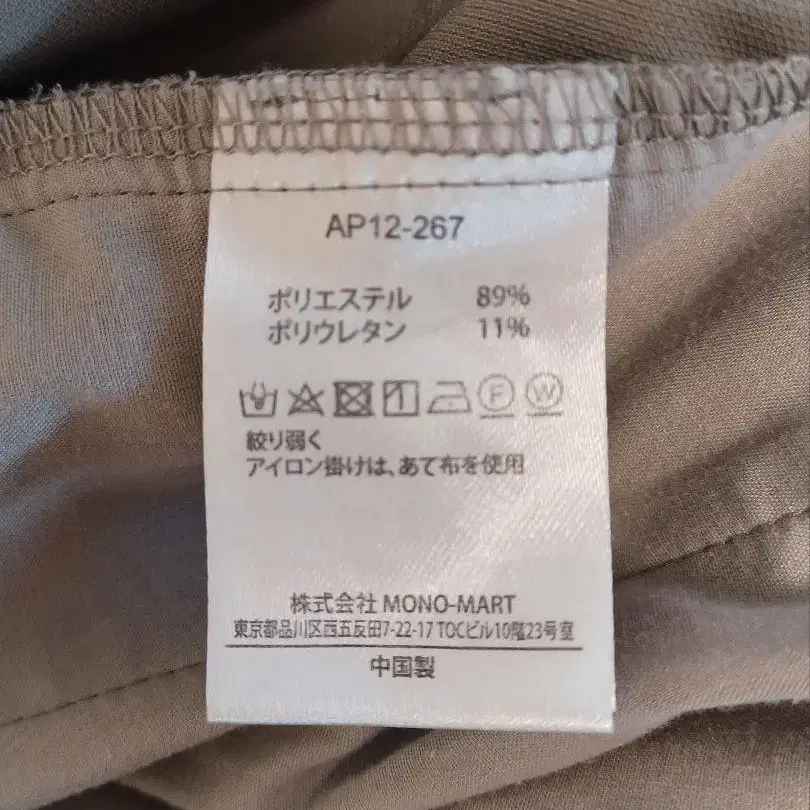 AP12-267
ポリエステル 89%
ポリウレタン 11%
F W
絞り弱く
アイロン掛けは、あて布を使用
株式会社 MONO-MART
東京都品川区西五反田7-22-17 TOCビル10階23号室
中国製